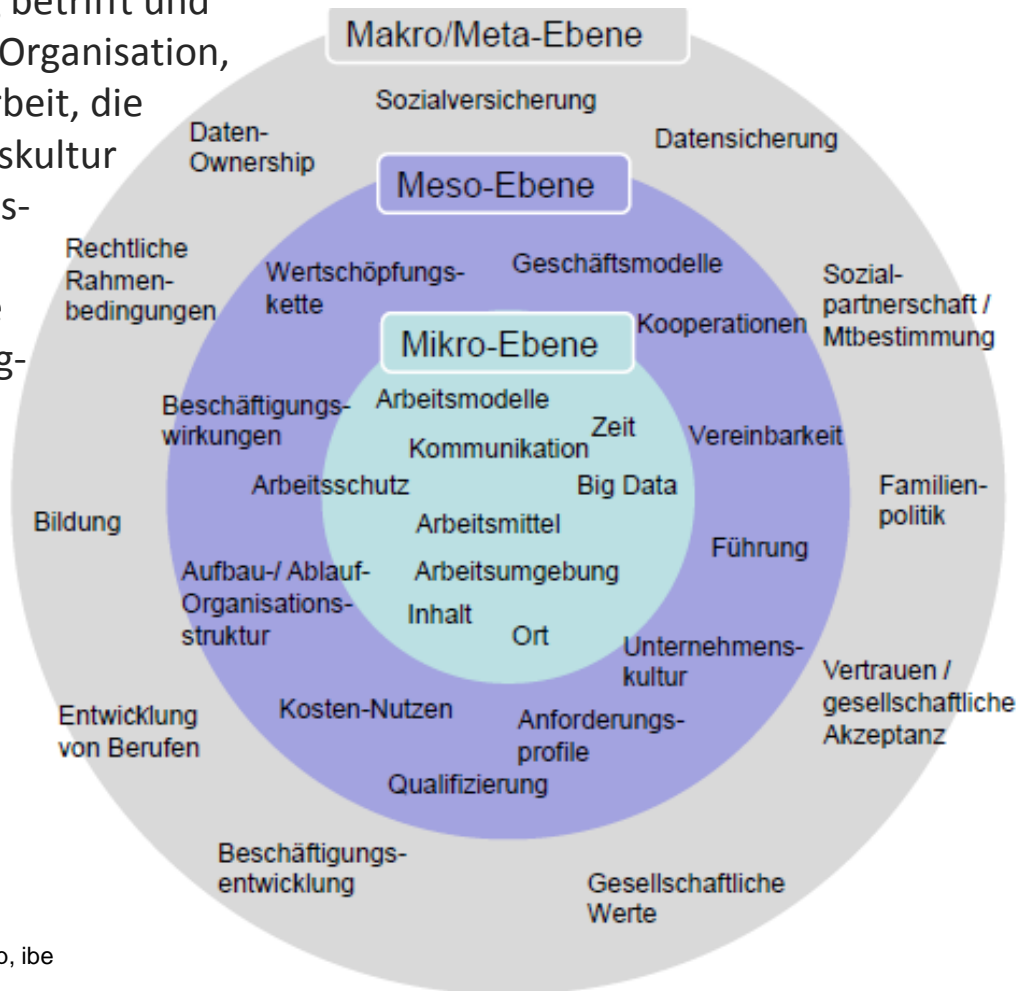 betrifft und
Organisation,
die
Makro/Meta-Ebene
Sozialversicherung
Daten-
Ownership
Datensicherung
Meso-Ebene
Rechtliche
Rahmen-
bedingungen
Wertschöpfungs-
kette
Geschäftsmodelle
Sozial-
partnerschaft /
Mtbestimmung
Kooperationen
Mikro-Ebene
Beschäftigungs-
wirkungen
Arbeitsmodelle
Zeit
Kommunikation
Vereinbarkeit
Arbeitsschutz
Big Data
Familien-
politik
Bildung
Arbeitsmittel
Führung
Aufbau-/ Ablauf-
Organisations-
struktur
Arbeitsumgebung
Inhalt
Ort
Unternehmens-
kultur
Vertrauen /
gesellschaftliche
Akzeptanz
Entwicklung
von Berufen
Kosten-Nutzen
Anforderungs-
profile
Qualifizierung
Beschäftigungs-
entwicklung
Gesellschaftliche
Werte
ibe